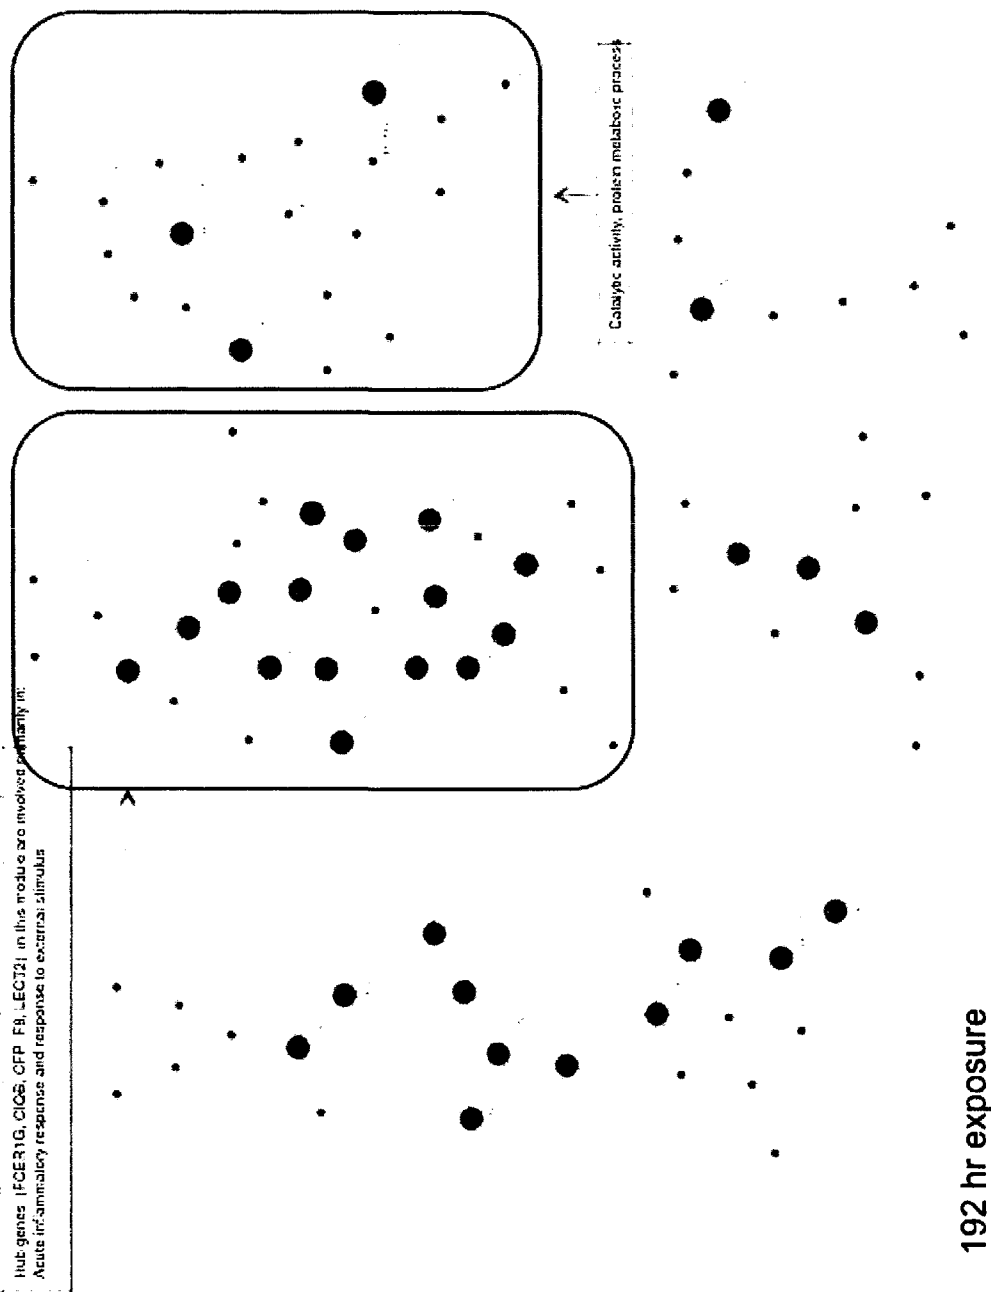 Hub genes (FCER1G, C1QB, CFP, F9, LECT2) in this module are involved primarily in:
Acute inflammatory response and response to external stimulus
Catalytic activity, protein metabolic process
192 hr exposure